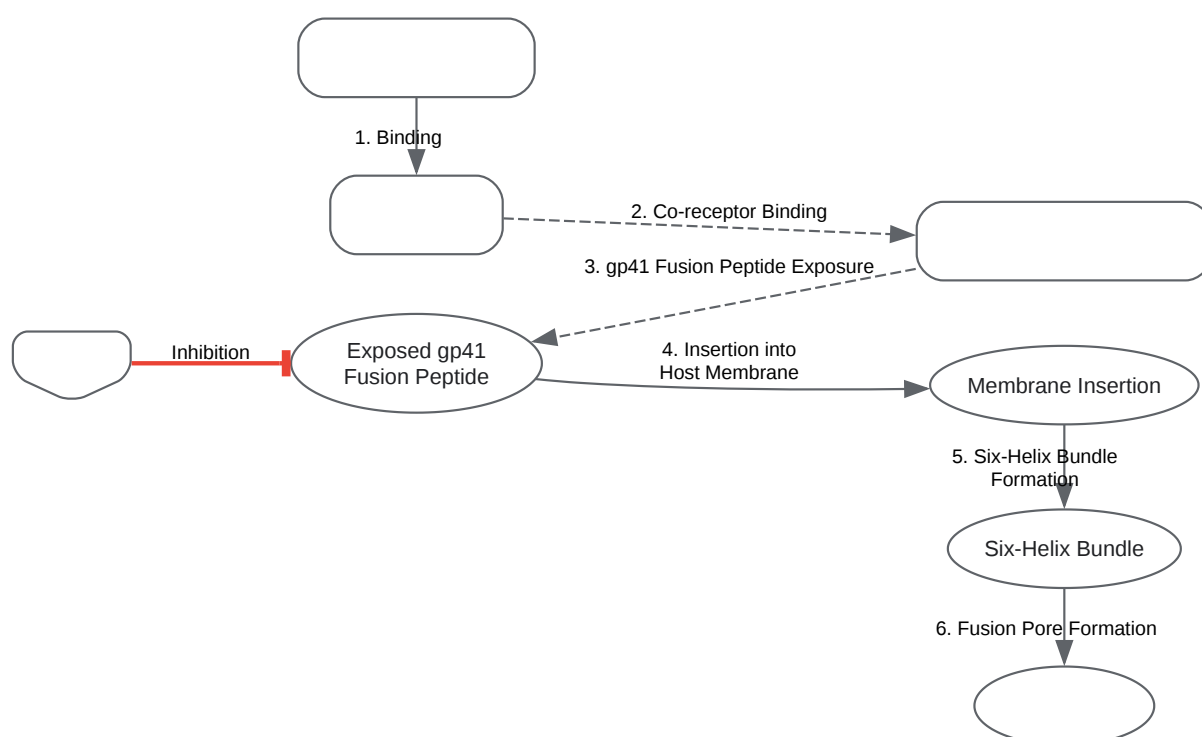 1. Binding
2. Co-receptor Binding
3. gp41 Fusion Peptide Exposure
Inhibition
Exposed gp41
Fusion Peptide
4. Insertion into
Host Membrane
Membrane Insertion
5. Six-Helix Bundle
Formation
Six-Helix Bundle
6. Fusion Pore Formation